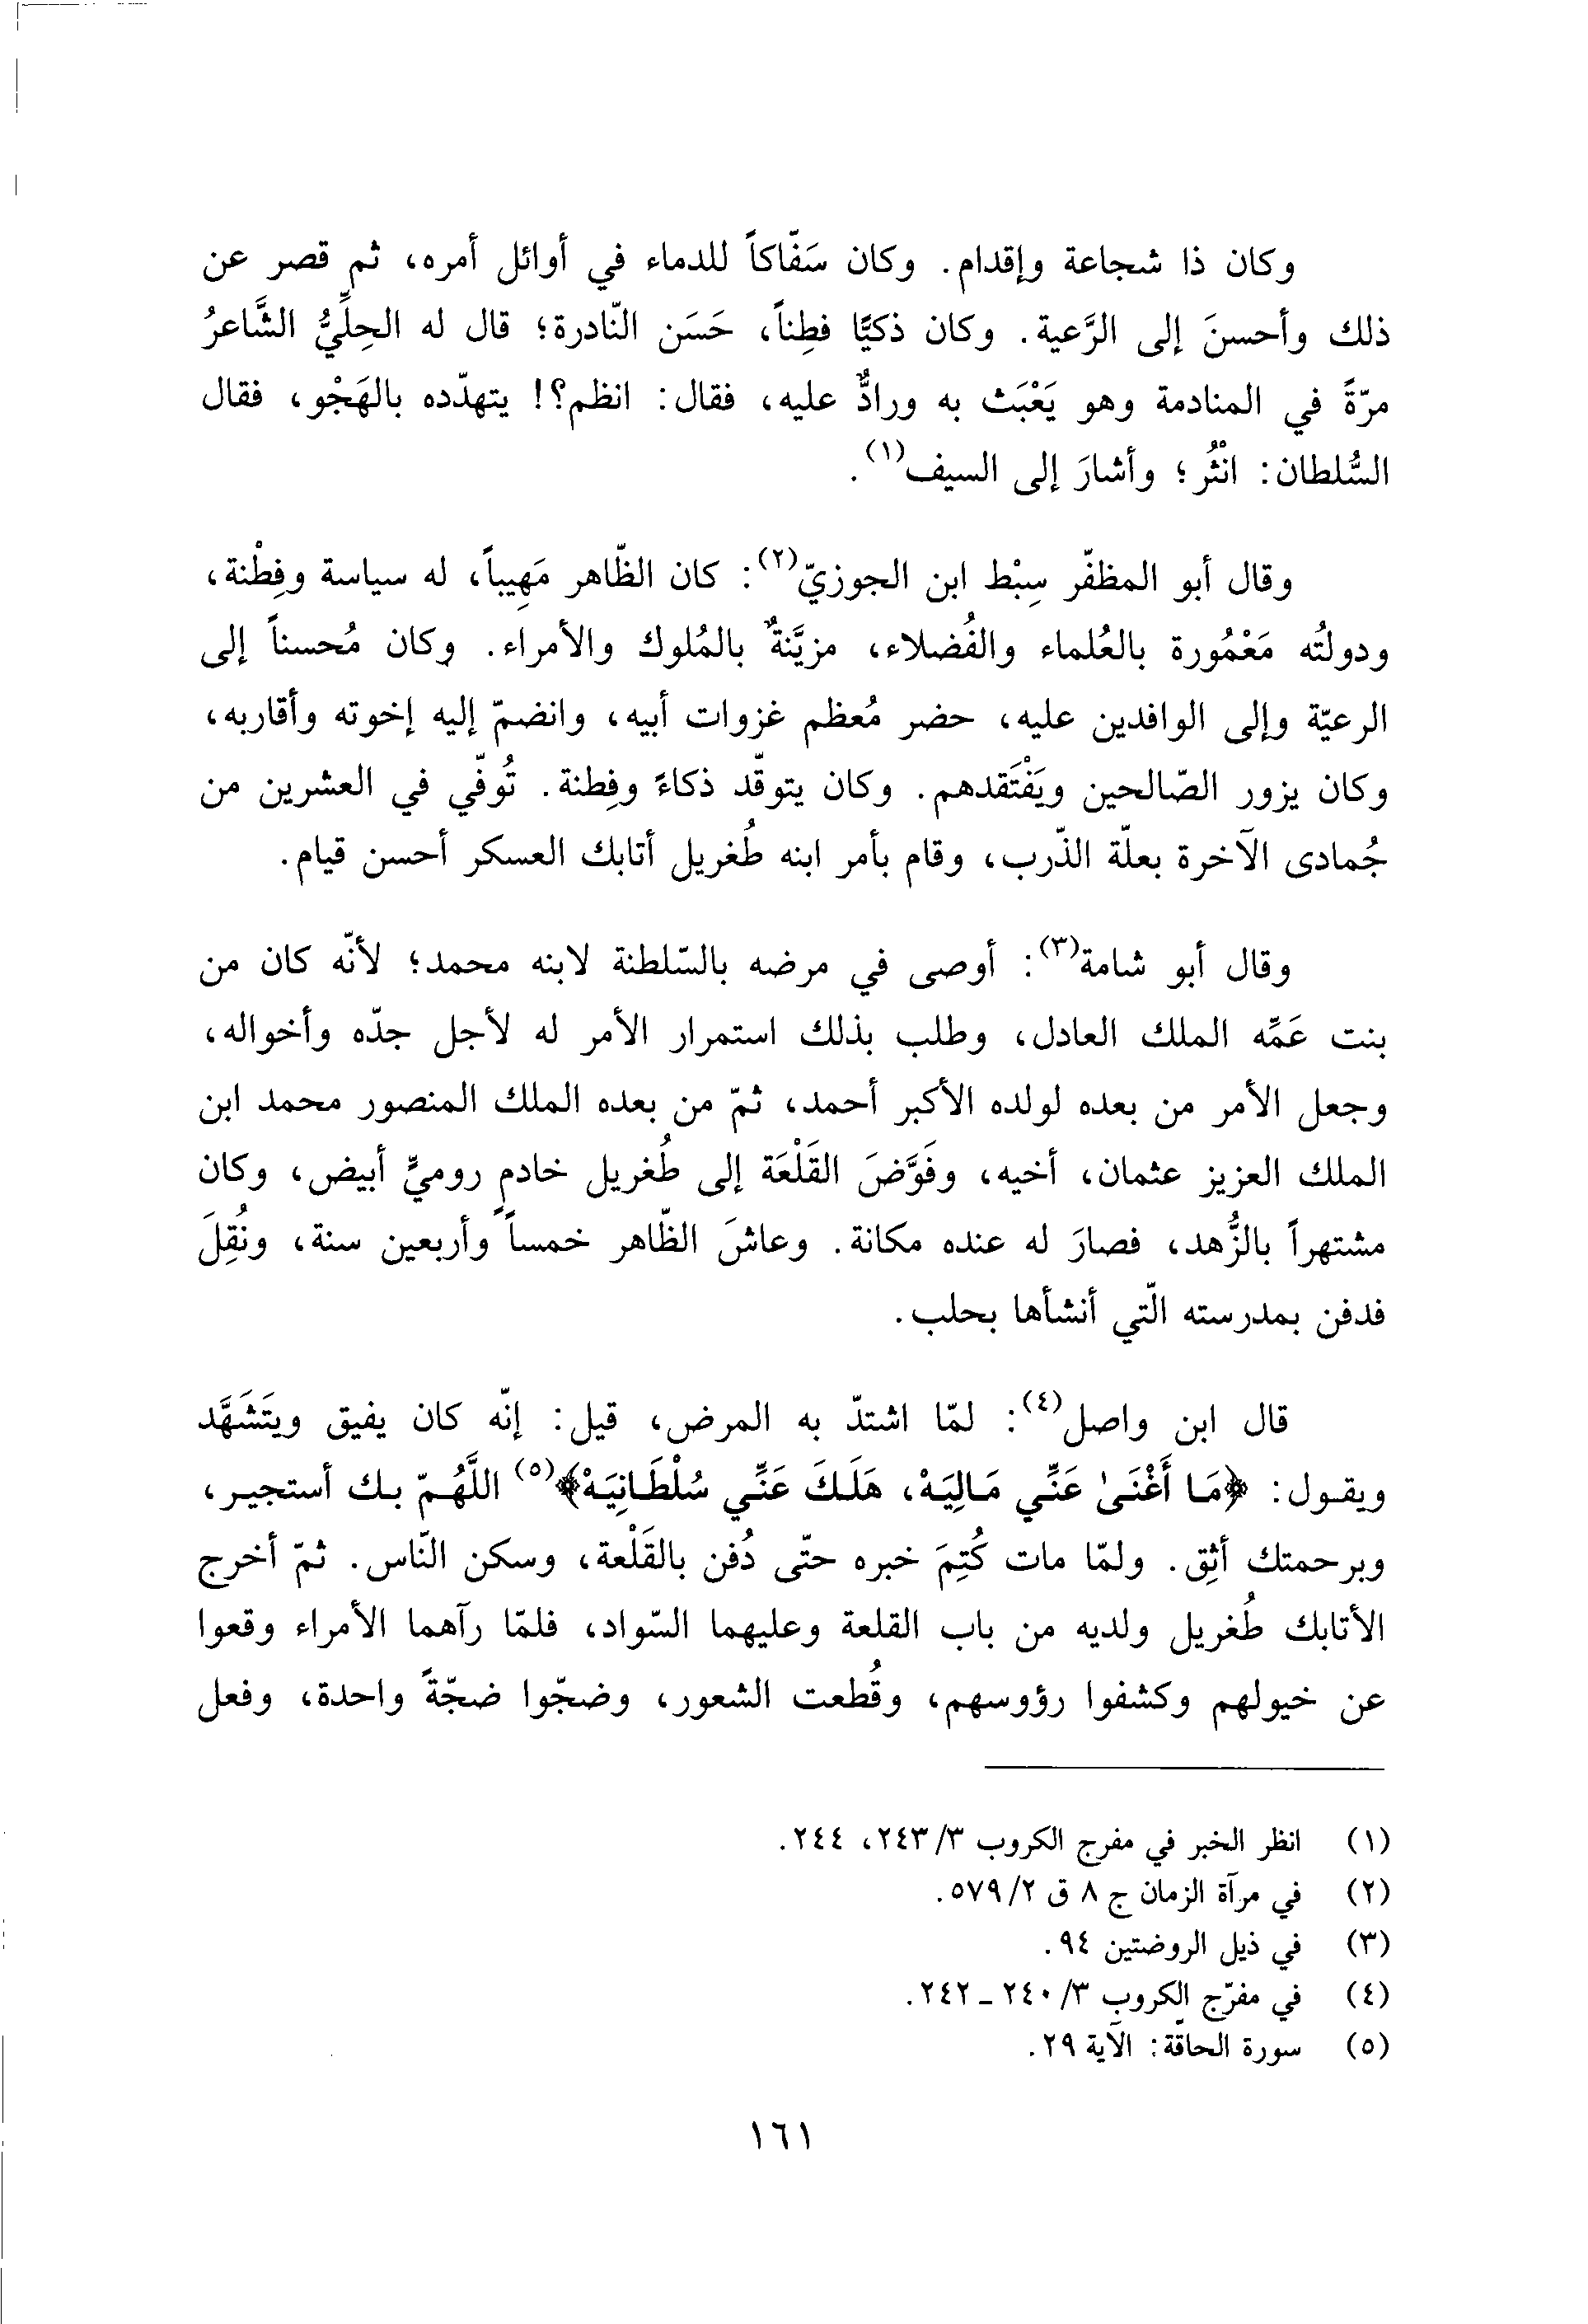 وكان ذا شجاعة وإقدام. وكان سَفّاكاً للدماء في أوائل أمره، ثم قصر عن
ذلك وأحسنَ إلى الرَّعية. وكان ذكيًّا فطِناً، حَسَن النّادرة؛ قال له الحِلِّيُّ الشَّاعرُ
مرّةً في المنادمة وهو يَعْبَث به ورادٌّ عليه، فقال: انظم؟! يتهدّده بالهَجْو، فقال
السُّلطان: انْثُر؛ وأشارَ إلى السيف(١).
وقال أبو المظفّر سِبْط ابن الجوزيّ(٢): كان الظّاهر مَهِيباً، له سياسة وفِطْنة،
ودولتُه مَعْمُورة بالعُلماء والفُضلاء، مزيَّنةٌ بالمُلوك والأمراء. وكان مُحسناً إلى
الرعيّة وإلى الوافدين عليه، حضر مُعظم غزوات أبيه، وانضمّ إليه إخوته وأقاربه،
وكان يزور الصّالحين ويَفْتَقدهم. وكان يتوقّد ذكاءً وفِطنة. تُوفّي في العشرين من
جُمادى الآخرة بعلّة الذّرب، وقام بأمر ابنه طُغريل أتابك العسكر أحسن قيام.
وقال أبو شامة(٣): أوصى في مرضه بالسّلطنة لابنه محمد؛ لأنّه كان من
بنت عَمِّه الملك العادل، وطلب بذلك استمرار الأمر له لأجل جدّه وأخواله،
وجعل الأمر من بعده لولده الأكبر أحمد، ثمّ من بعده الملك المنصور محمد ابن
الملك العزيز عثمان، أخيه، وفَوَّضَ القَلْعَة إلى طُغريل خادمٍ روميٍّ أبيض، وكان
مشتهراً بالزُّهد، فصارَ له عنده مكانة. وعاشَ الظّاهر خمساً وأربعين سنة، ونُقِلَ
فدفن بمدرسته الّتي أنشأها بحلب.
قال ابن واصل(٤): لمّا اشتدّ به المرض، قيل: إنّه كان يفيق ويتَشَهَّد
ويقول: ﴿مَا أَغْنَىٰ عَنِّي مَالِيَهْ، هَلَكَ عَنِّي سُلْطَانِيَهْ﴾(٥) اللَّهُمّ بك أستجير،
وبرحمتك أثِق. ولمّا مات كُتِمَ خبره حتّى دُفن بالقَلْعة، وسكن النّاس. ثمّ أخرج
الأتابك طُغريل ولديه من باب القلعة وعليهما السّواد، فلمّا رآهما الأمراء وقعوا
عن خيولهم وكشفوا رؤوسهم، وقُطعت الشعور، وضجّوا ضجّةً واحدة، وفعل
(١) انظر الخبر في مفرج الكروب ٣/ ٢٤٣، ٢٤٤.
(٢) في مرآة الزمان ج ٨ ق ٢/ ٥٧٩.
(٣) في ذيل الروضتين ٩٤.
(٤) في مفرّج الكروب ٣/ ٢٤٠ - ٢٤٢.
(٥) سورة الحاقّة: الآية ٢٩.
١٦١